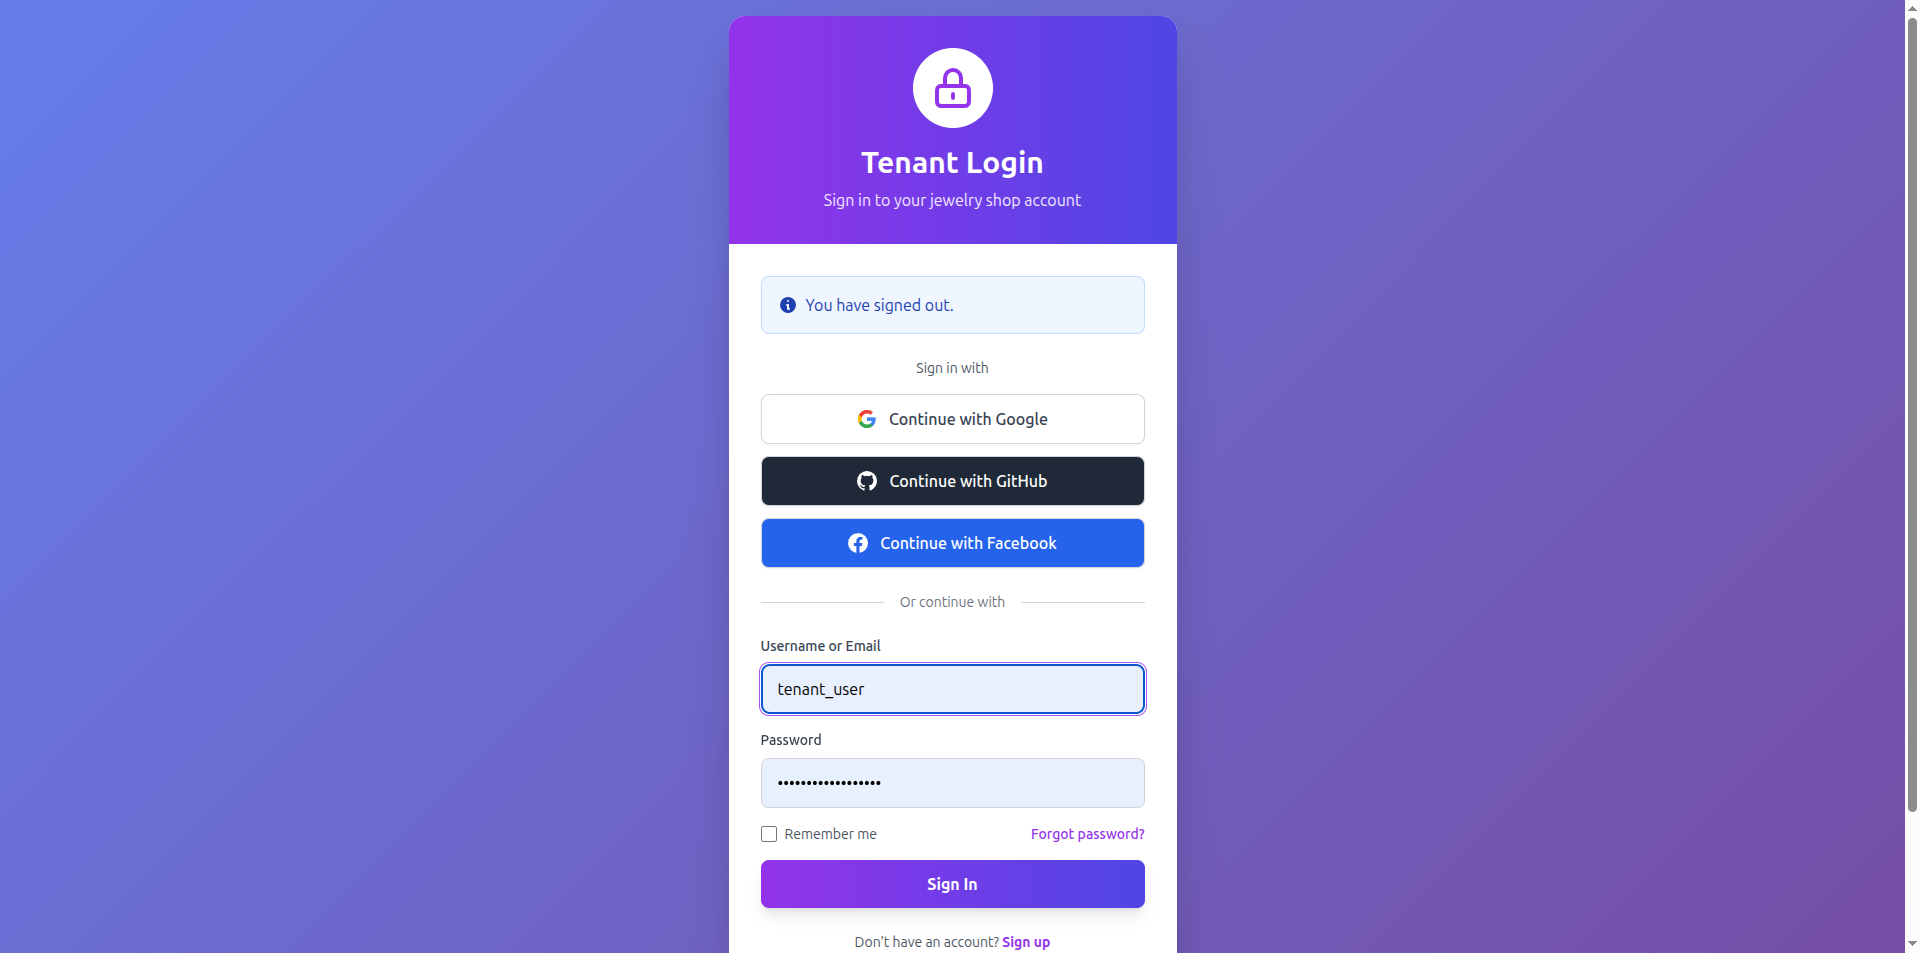 Tenant Login
Sign in to your jewelry shop account
You have signed out.
Sign in with
Continue with Google
Continue with GitHub
Continue with Facebook
Or continue with
Username or Email
tenant_user
Password
••••••••••••••••••
Remember me Forgot password?
Sign In
Don't have an account? Sign up